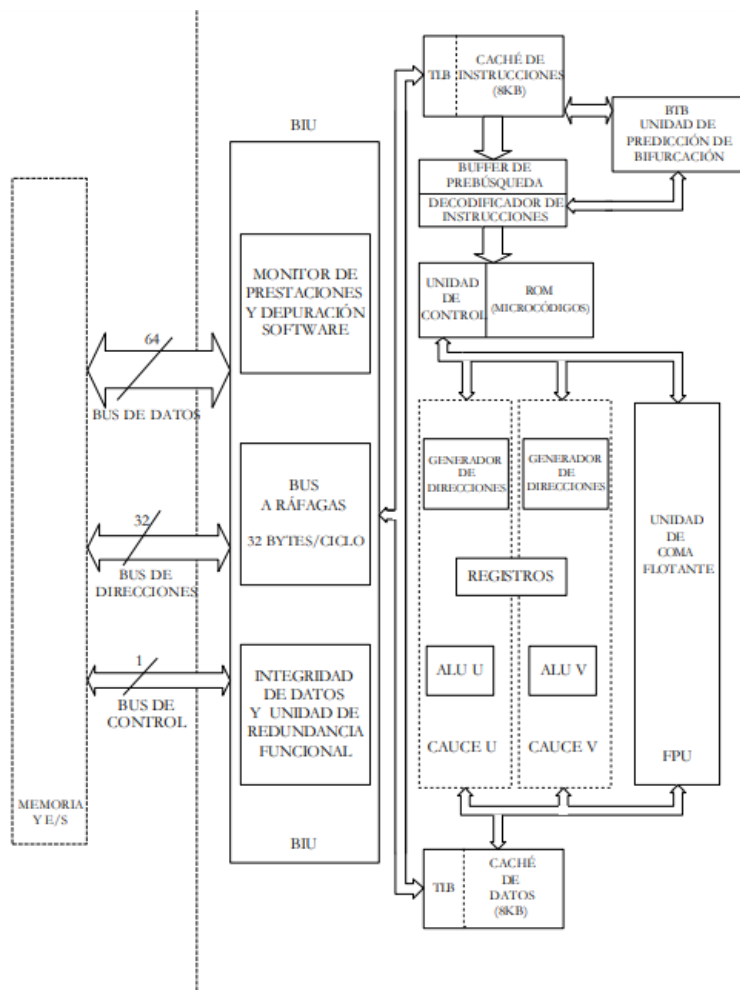 TLB
CACHÉ DE
INSTRUCCIONES
(8KB)
BTB
UNIDAD DE
PREDICCIÓN DE
BIFURCACIÓN
BIU
BUFFER DE
PREBÚSQUEDA
DECODIFICADOR DE
INSTRUCCIONES
MONITOR DE
PRESTACIONES
Y DEPURACIÓN
SOFTWARE
UNIDAD
DE
CONTROL
ROM
(MICROCÓDIGOS)
64
BUS DE DATOS
GENERADOR
DE
DIRECCIONES
GENERADOR
DE
DIRECCIONES
BUS
A RÁFAGAS
32 BYTES/CICLO
UNIDAD
DE
COMA
FLOTANTE
32
BUS DE
DIRECCIONES
REGISTROS
1
BUS DE
CONTROL
INTEGRIDAD
DE DATOS
Y UNIDAD DE
REDUNDANCIA
FUNCIONAL
ALU U
ALU V
CAUCE U
CAUCE V
FPU
MEMORIA
Y E/S
BIU
TLB
CACHÉ
DE
DATOS
(8KB)